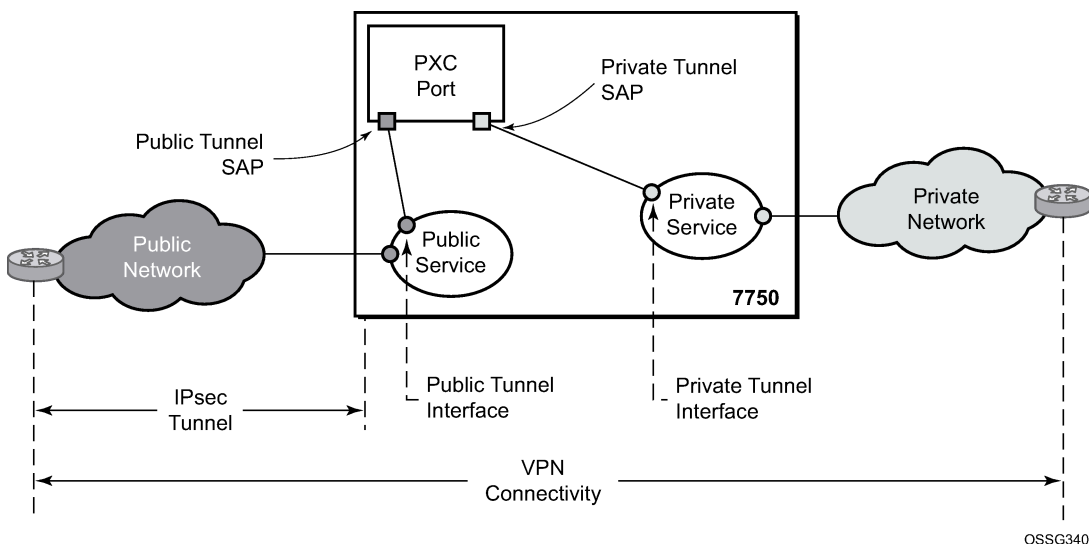 PXC
Port
Private Tunnel
SAP
Public Tunnel
SAP
Public
Network
Public
Service
Private
Service
Private
Network
7750
IPsec
Tunnel
Public Tunnel
Interface
Private Tunnel
Interface
VPN
Connectivity
OSSG340